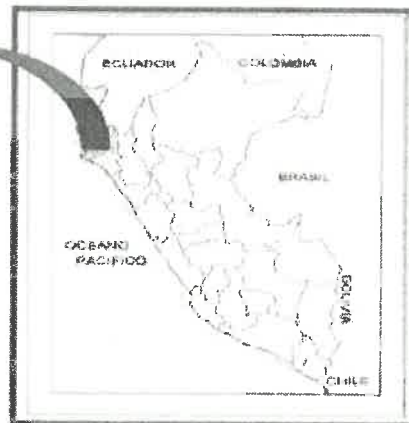 ECUADOR
COLOMBIA
BRASIL
OCEANO
PACIFICO
BOLIVIA
CHILE